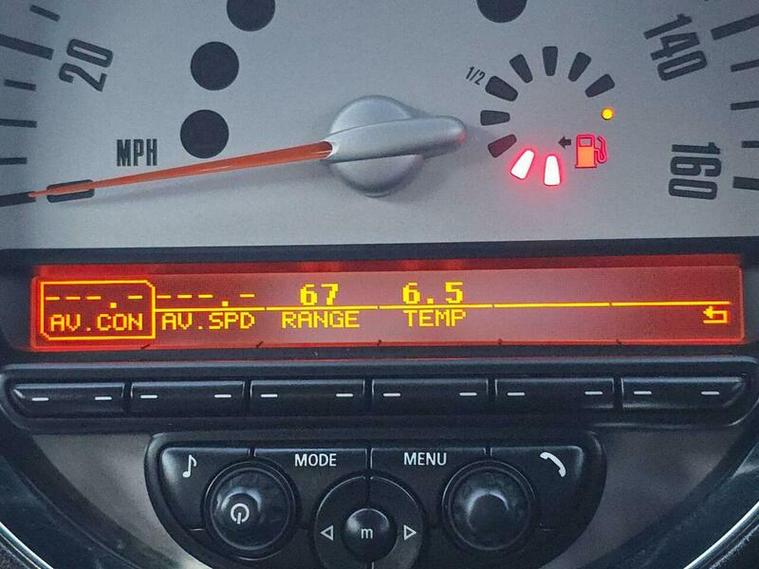 20
1/2
140
MPH
160
---.- ---.- 67 6.5
AV.CON AV.SPD RANGE TEMP
MODE MENU
m